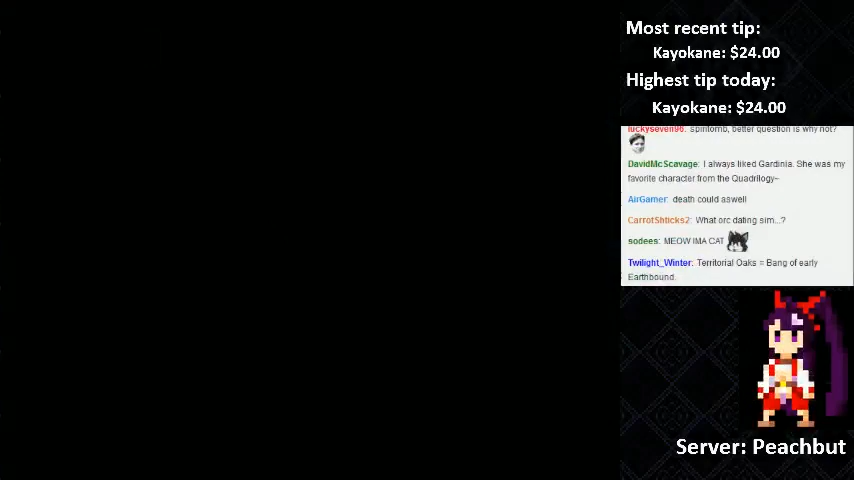 Most recent tip:
Kayokane: $24.00
Highest tip today:
Kayokane: $24.00
luckyseven96: spiritomb, better question is why not?
DavidMcScavage: I always liked Gardinia. She was my
favorite character from the Quadrilogy~
AirGamer: death could aswell
CarrotShticks2: What orc dating sim...?
sodees: MEOW IMA CAT
Twilight_Winter: Territorial Oaks = Bang of early
Earthbound.
Server: Peachbut